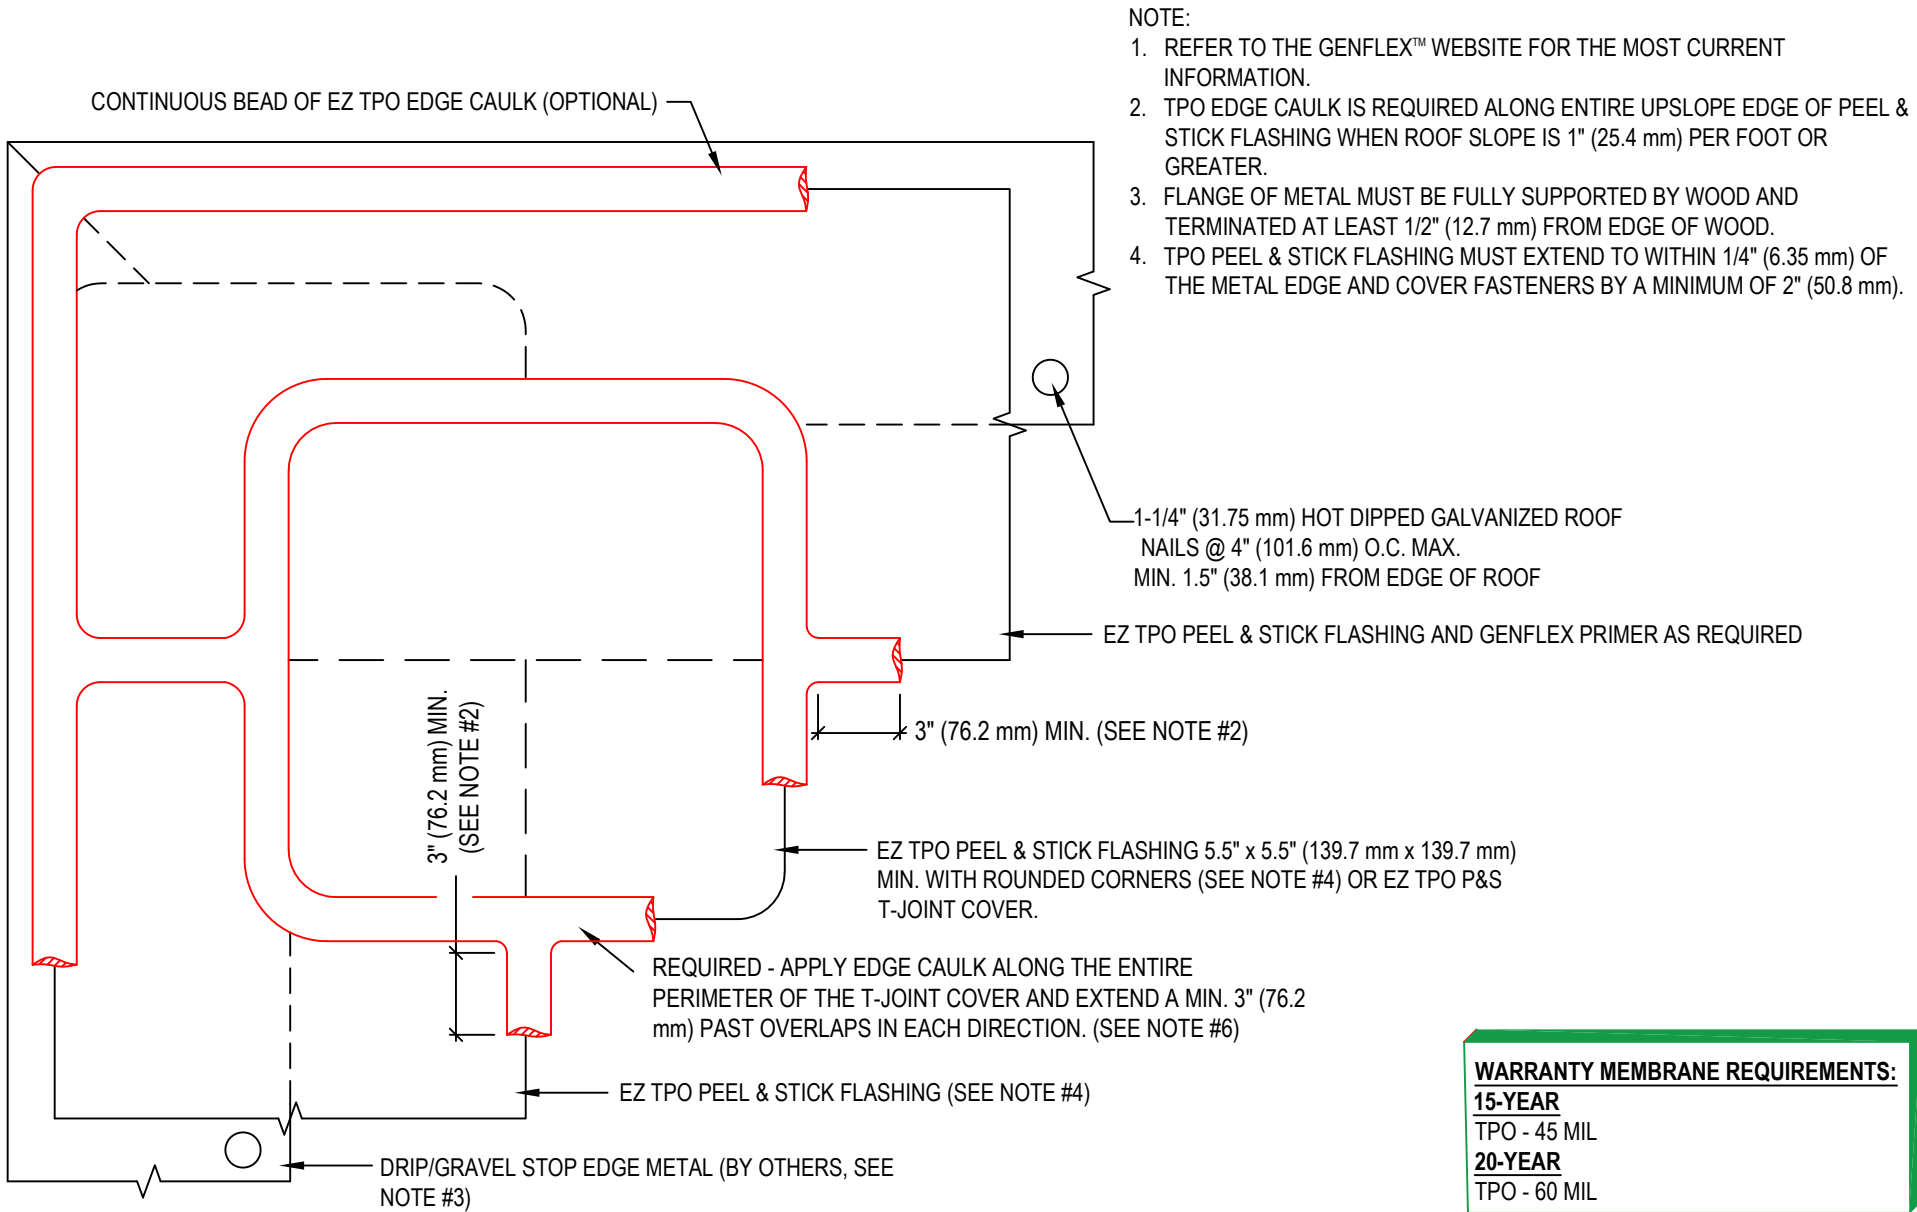 NOTE:
1. REFER TO THE GENFLEX™ WEBSITE FOR THE MOST CURRENT
INFORMATION.
2. TPO EDGE CAULK IS REQUIRED ALONG ENTIRE UPSLOPE EDGE OF PEEL &
STICK FLASHING WHEN ROOF SLOPE IS 1" (25.4 mm) PER FOOT OR
GREATER.
3. FLANGE OF METAL MUST BE FULLY SUPPORTED BY WOOD AND
TERMINATED AT LEAST 1/2" (12.7 mm) FROM EDGE OF WOOD.
4. TPO PEEL & STICK FLASHING MUST EXTEND TO WITHIN 1/4" (6.35 mm) OF
THE METAL EDGE AND COVER FASTENERS BY A MINIMUM OF 2" (50.8 mm).
CONTINUOUS BEAD OF EZ TPO EDGE CAULK (OPTIONAL)
1-1/4" (31.75 mm) HOT DIPPED GALVANIZED ROOF
NAILS @ 4" (101.6 mm) O.C. MAX.
MIN. 1.5" (38.1 mm) FROM EDGE OF ROOF
EZ TPO PEEL & STICK FLASHING AND GENFLEX PRIMER AS REQUIRED
3" (76.2 mm) MIN. (SEE NOTE #2)
3" (76.2 mm) MIN.
(SEE NOTE #2)
EZ TPO PEEL & STICK FLASHING 5.5" x 5.5" (139.7 mm x 139.7 mm)
MIN. WITH ROUNDED CORNERS (SEE NOTE #4) OR EZ TPO P&S
T-JOINT COVER.
REQUIRED - APPLY EDGE CAULK ALONG THE ENTIRE
PERIMETER OF THE T-JOINT COVER AND EXTEND A MIN. 3" (76.2
mm) PAST OVERLAPS IN EACH DIRECTION. (SEE NOTE #6)
EZ TPO PEEL & STICK FLASHING (SEE NOTE #4)
DRIP/GRAVEL STOP EDGE METAL (BY OTHERS, SEE
NOTE #3)
WARRANTY MEMBRANE REQUIREMENTS:
15-YEAR
TPO - 45 MIL
20-YEAR
TPO - 60 MIL